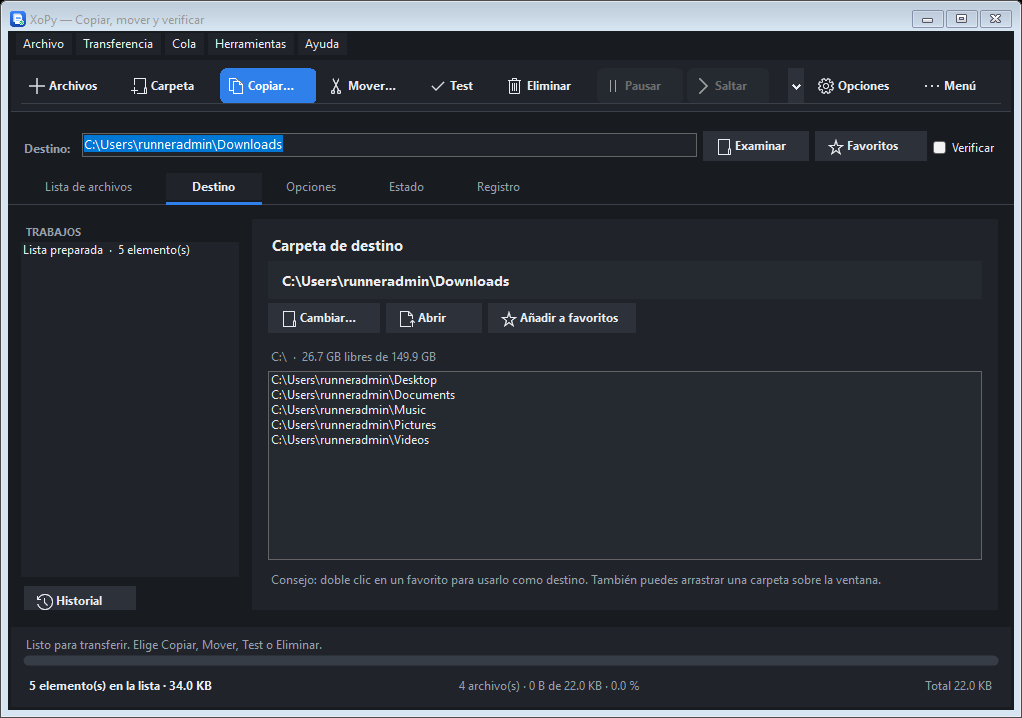 XoPy — Copiar, mover y verificar
Archivo Transferencia Cola Herramientas Ayuda
Archivos Carpeta Copiar... Mover... Test Eliminar Pausar Saltar Opciones ··· Menú
Destino: C:\Users\runneradmin\Downloads Examinar Favoritos Verificar
Lista de archivos Destino Opciones Estado Registro
TRABAJOS
Lista preparada · 5 elemento(s)
Carpeta de destino
C:\Users\runneradmin\Downloads
Cambiar... Abrir Añadir a favoritos
C:\ · 26.7 GB libres de 149.9 GB
C:\Users\runneradmin\Desktop
C:\Users\runneradmin\Documents
C:\Users\runneradmin\Music
C:\Users\runneradmin\Pictures
C:\Users\runneradmin\Videos
Consejo: doble clic en un favorito para usarlo como destino. También puedes arrastrar una carpeta sobre la ventana.
Historial
Listo para transferir. Elige Copiar, Mover, Test o Eliminar.
5 elemento(s) en la lista · 34.0 KB 4 archivo(s) · 0 B de 22.0 KB · 0.0 % Total 22.0 KB